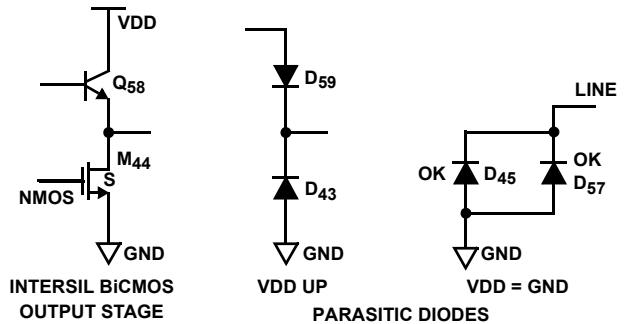 VDD
Q58
M44
S
NMOS
GND
INTERSIL BiCMOS
OUTPUT STAGE
D59
D43
GND
VDD UP
LINE
OK
D45
OK
D57
GND
VDD = GND
PARASITIC DIODES